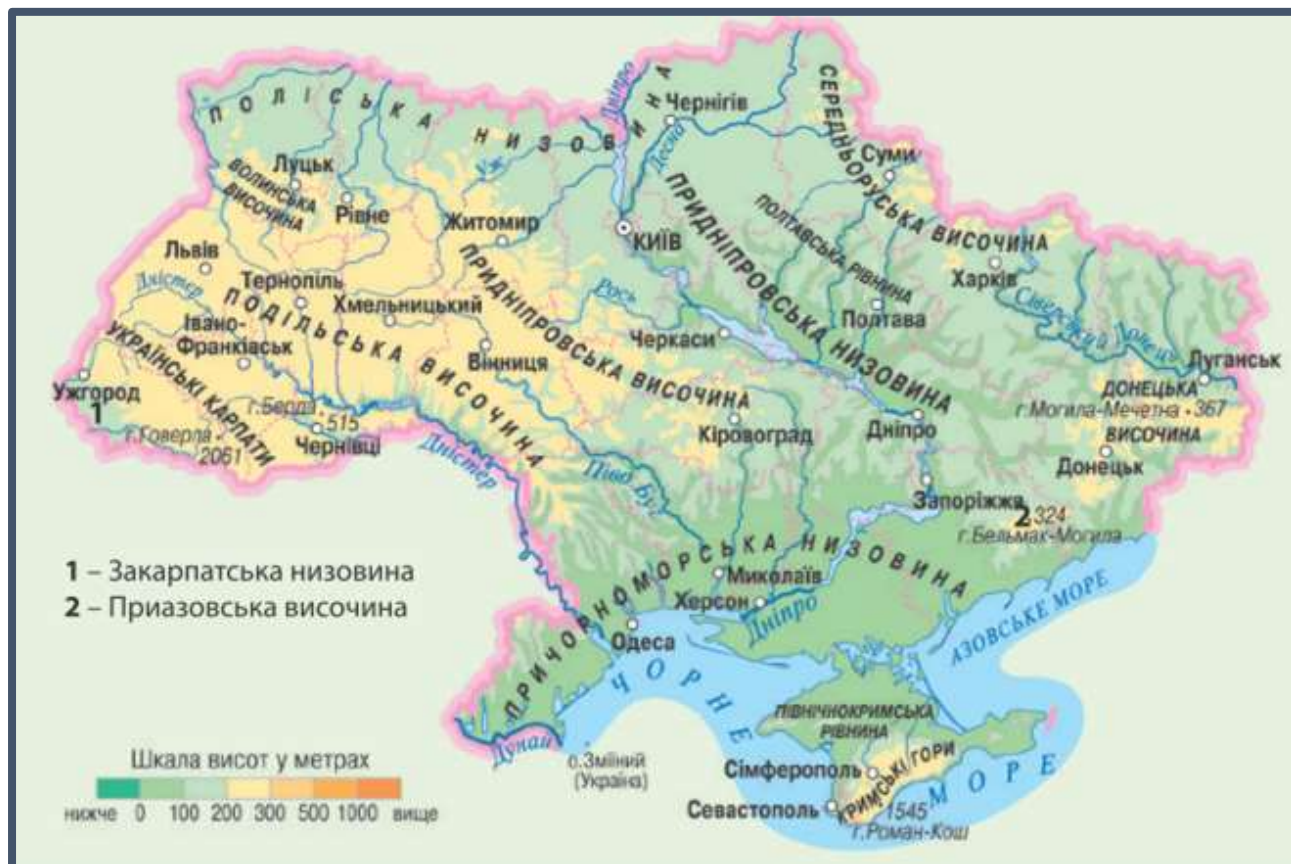 ПОЛІСЬКА НИЗОВИНА
Дніпро
Чернігів
Десна
СЕРЕДНЬОРУСЬКА ВИСОЧИНА
Суми
Луцьк
ВОЛИНСЬКА
ВИСОЧИНА
Рівне
Уж
Житомир
КИЇВ
ПРИДНІПРОВСЬКА НИЗОВИНА
ПОЛТАВСЬКА РІВНИНА
Харків
Львів
Дністер
Тернопіль
Хмельницький
ПРИДНІПРОВСЬКА ВИСОЧИНА
Рось
Черкаси
Полтава
Сіверський Донець
Івано-
Франківськ
ПОДІЛЬСЬКА ВИСОЧИНА
Вінниця
Луганськ
Ужгород
1
УКРАЇНСЬКІ КАРПАТИ
г.Берда
515
г.Говерла
2061
Чернівці
Дністер
Кіровоград
Дніпро
ДОНЕЦЬКА
г.Могила-Мечетна 367
ВИСОЧИНА
Донецьк
Півд Буг
Запоріжжя
2 324
г.Бельмак-Могила
1 – Закарпатська низовина
2 – Приазовська височина
ПРИЧОРНОМОРСЬКА НИЗОВИНА
Миколаїв
Херсон
Дніпро
Одеса
АЗОВСЬКЕ МОРЕ
ЧОРНЕ МОРЕ
ПІВНІЧНОКРИМСЬКА
РІВНИНА
Дунай
о.Зміїний
(Україна)
Сімферополь
КРИМСЬКІ ГОРИ
Севастополь
1545
г.Роман-Кош
Шкала висот у метрах
нижче 0 100 200 300 500 1000 вище